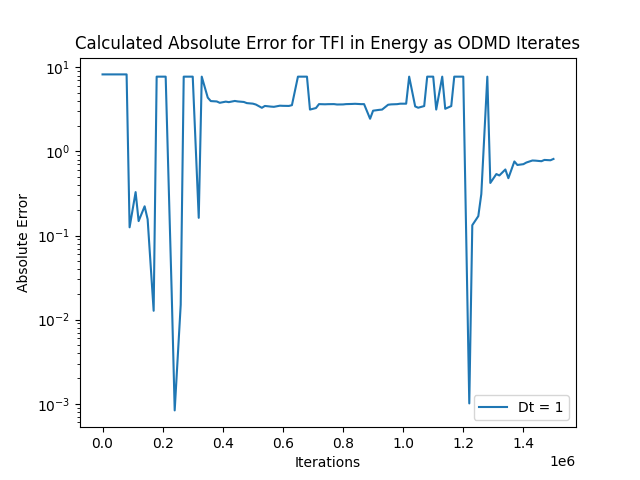 Calculated Absolute Error for TFI in Energy as ODMD Iterates
10¹
10⁰
10⁻¹
10⁻²
10⁻³
Absolute Error
Dt = 1
0.0 0.2 0.4 0.6 0.8 1.0 1.2 1.4
Iterations
1e6